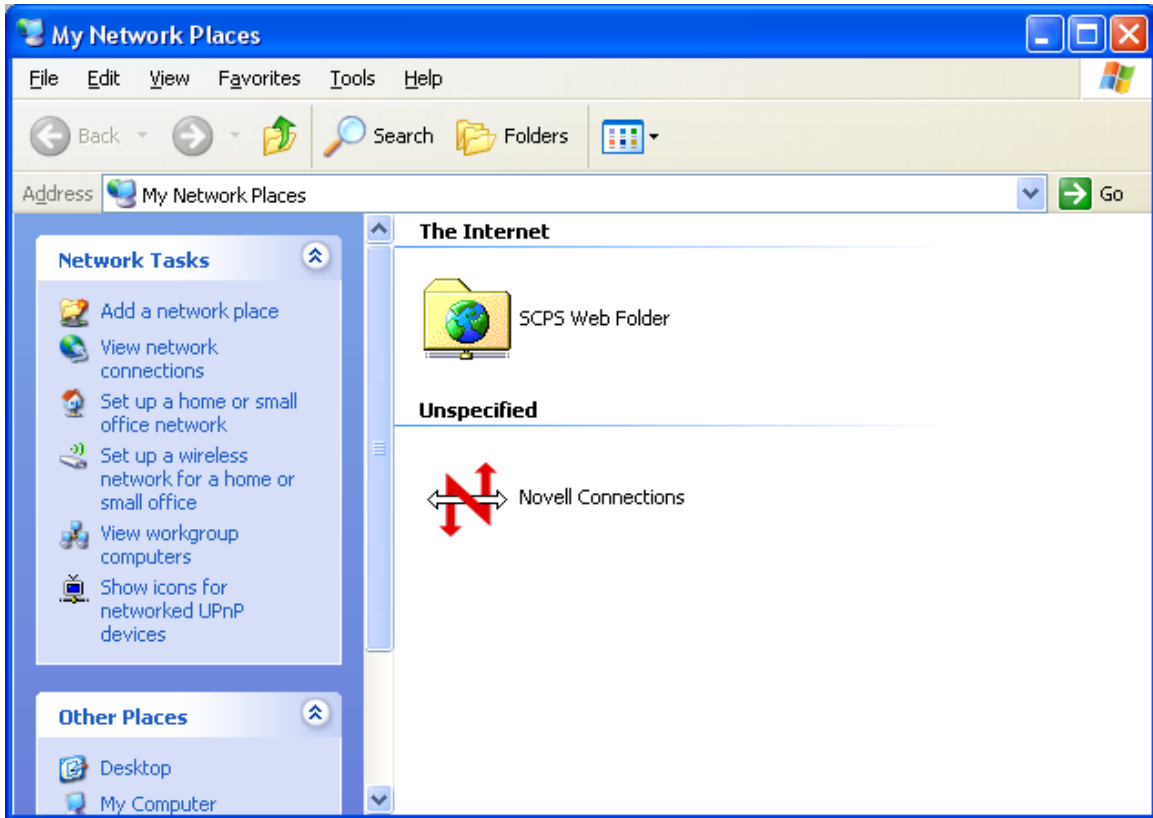 My Network Places
File Edit View Favorites Tools Help
Back Search Folders
Address My Network Places Go
Network Tasks
Add a network place
View network
connections
Set up a home or small
office network
Set up a wireless
network for a home or
small office
View workgroup
computers
Show icons for
networked UPnP
devices
Other Places
Desktop
My Computer
The Internet
SCPS Web Folder
Unspecified
Novell Connections